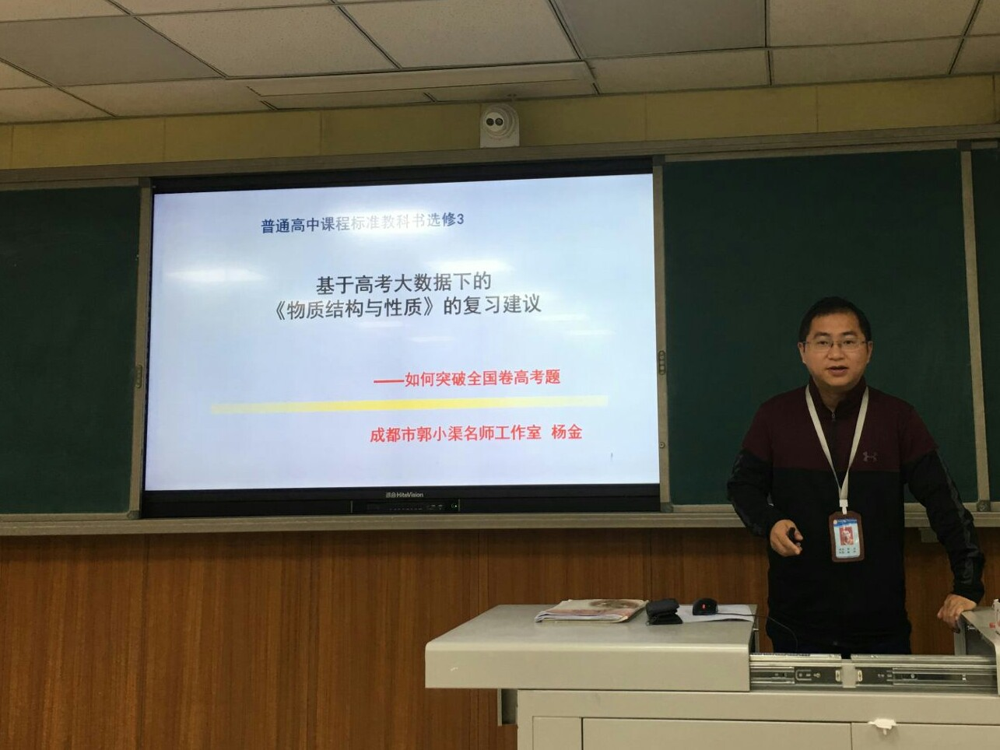 普通高中课程标准教科书选修3
基于高考大数据下的
《物质结构与性质》的复习建议
——如何突破全国卷高考题
成都市郭小渠名师工作室 杨金
HiteVision